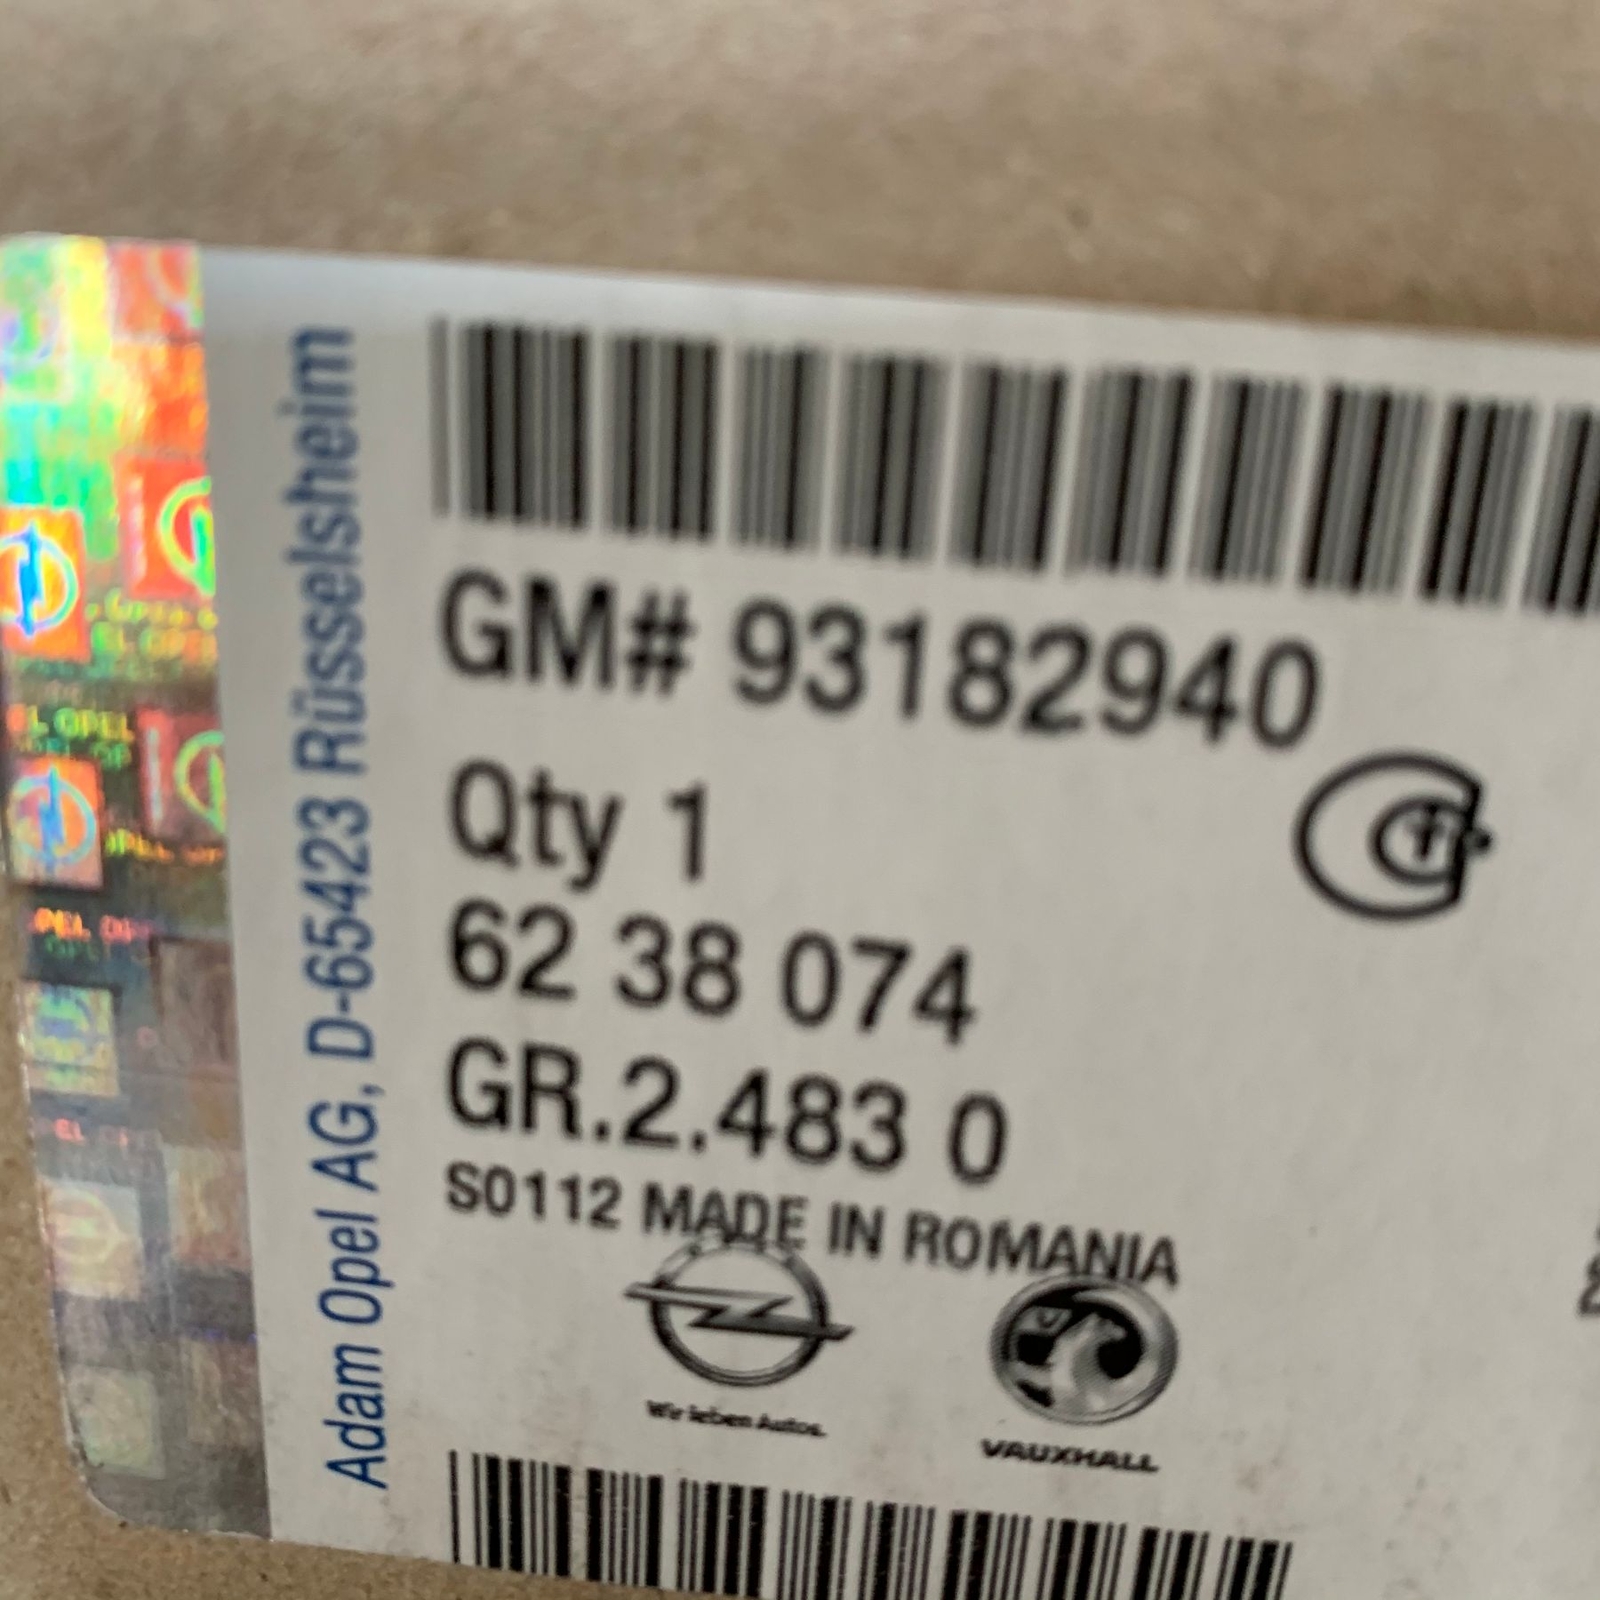 Adam Opel AG, D-65423 Rüsselsheim
GM# 93182940
Qty 1
62 38 074
GR.2.483 0
S0112 MADE IN ROMANIA
Wir leben Autos.
VAUXHALL
OPEL